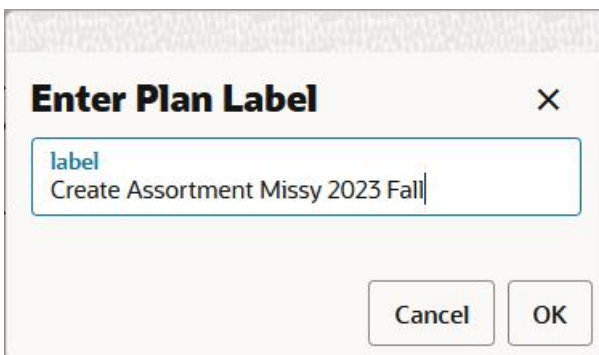 Enter Plan Label
label
Create Assortment Missy 2023 Fall
Cancel OK